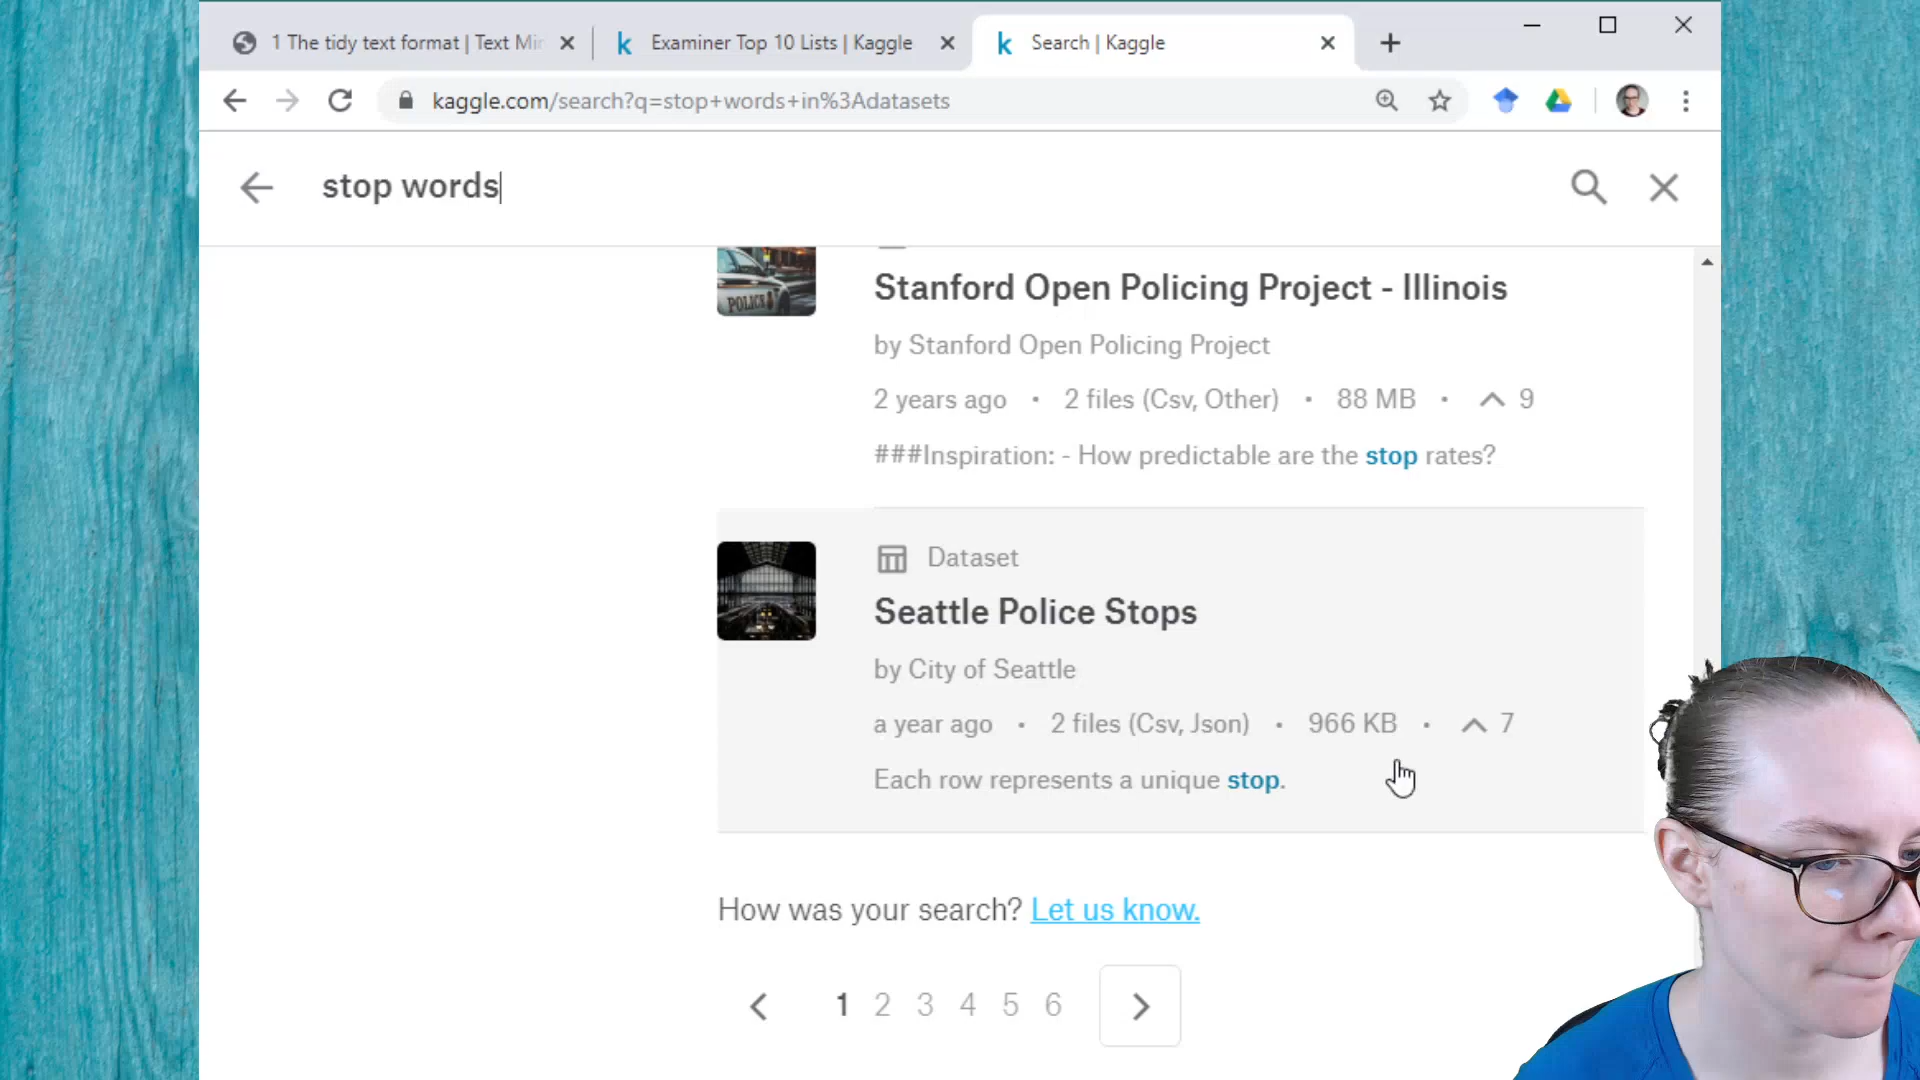 1 The tidy text format | Text Min
Examiner Top 10 Lists | Kaggle
Search | Kaggle
kaggle.com/search?q=stop+words+in%3Adatasets
stop words
POLICE
Stanford Open Policing Project - Illinois
by Stanford Open Policing Project
2 years ago • 2 files (Csv, Other) • 88 MB • 9
###Inspiration: - How predictable are the stop rates?
Dataset
Seattle Police Stops
by City of Seattle
a year ago • 2 files (Csv, Json) • 966 KB • 7
Each row represents a unique stop.
How was your search? Let us know.
1 2 3 4 5 6